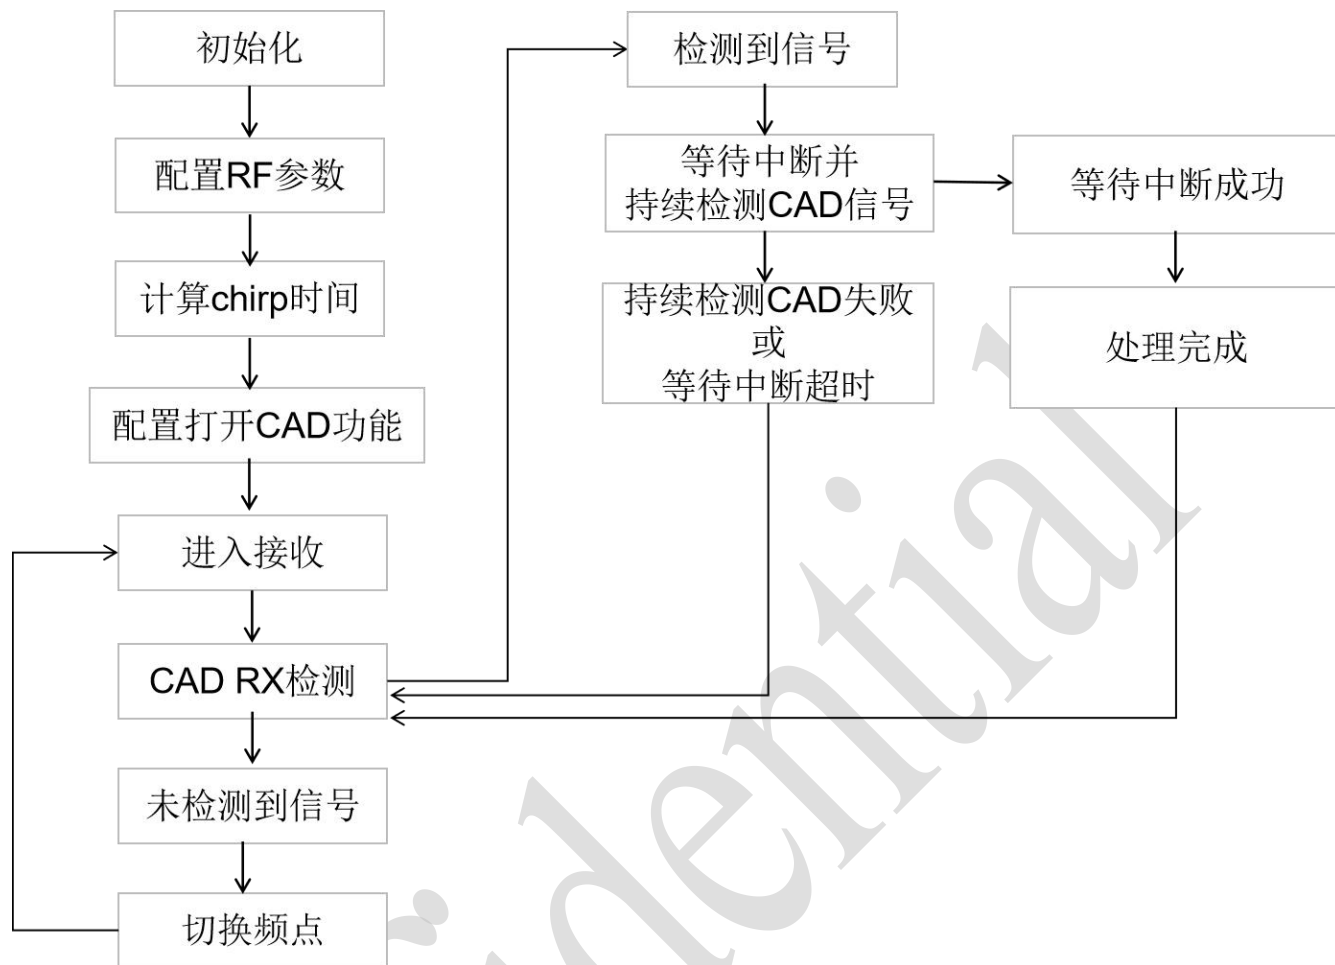 初始化
配置RF参数
计算chirp时间
配置打开CAD功能
进入接收
CAD RX检测
未检测到信号
切换频点
检测到信号
等待中断并
持续检测CAD信号
持续检测CAD失败
或
等待中断超时
等待中断成功
处理完成
idential